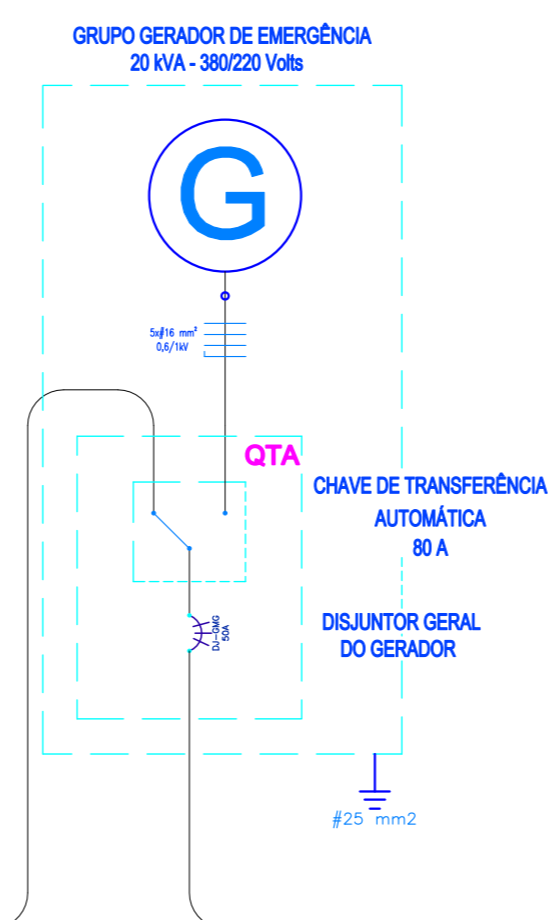 GRUPO GERADOR DE EMERGÊNCIA
20 kVA - 380/220 Volts
G
5x#16 mm²
0,6/1kV
QTA
CHAVE DE TRANSFERÊNCIA
AUTOMÁTICA
80 A
DJ-GMG
50A
DISJUNTOR GERAL
DO GERADOR
#25 mm2